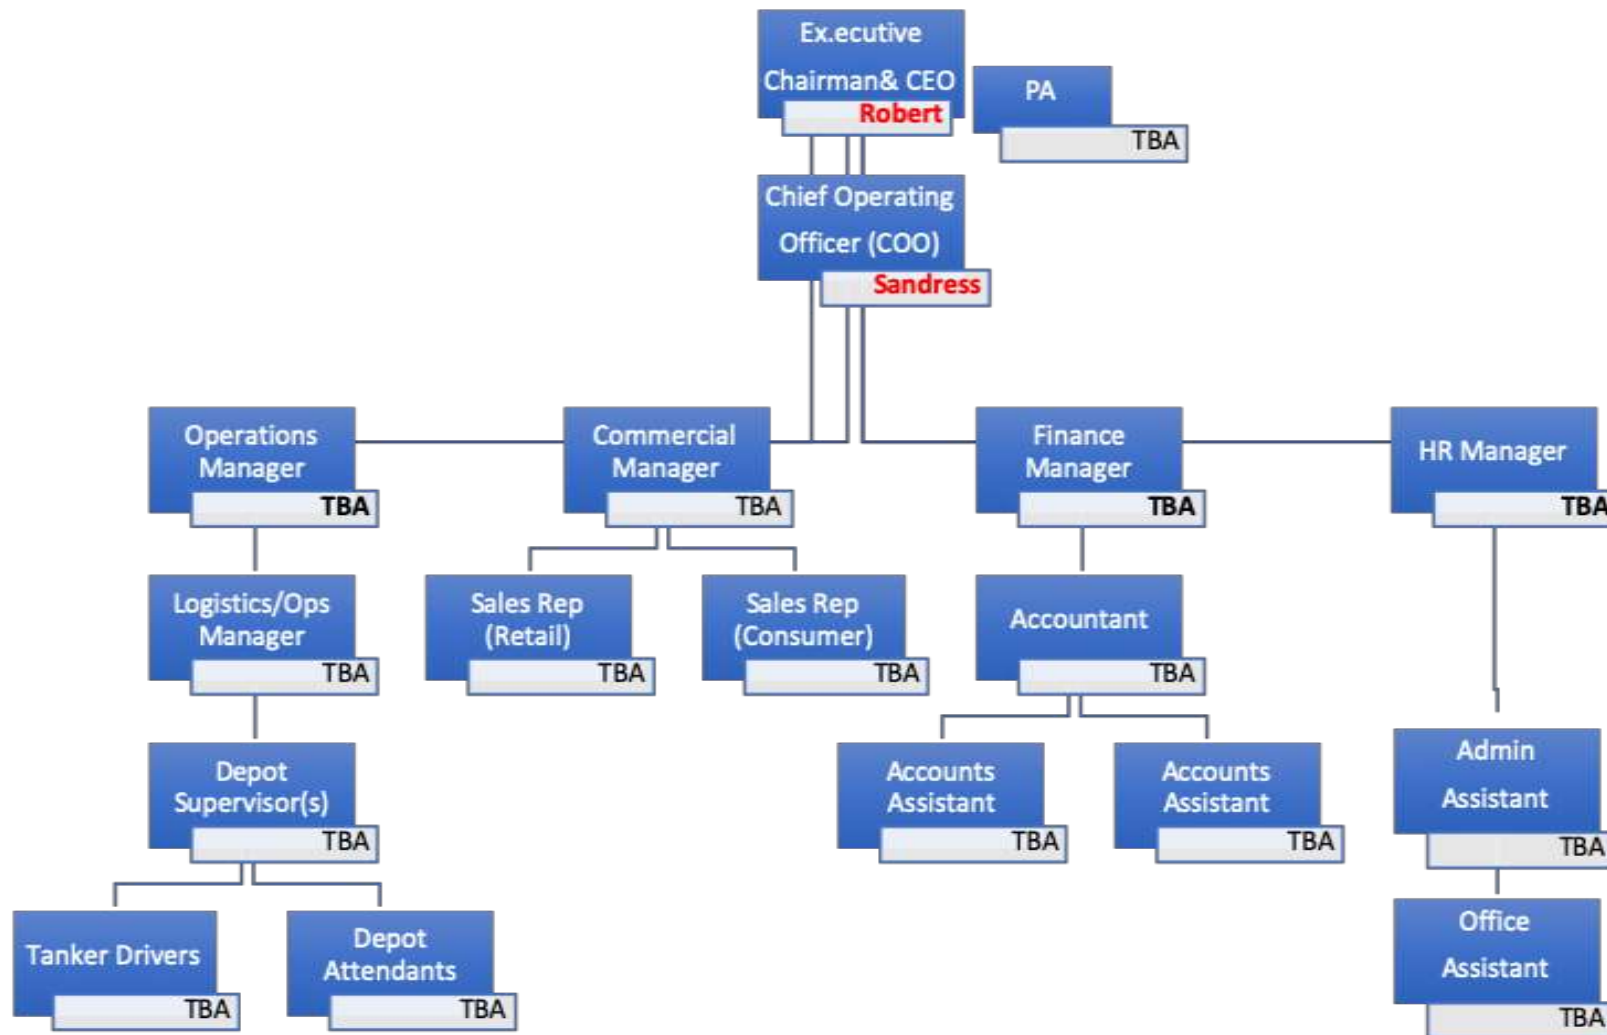 Ex.ecutive
Chairman& CEO
Robert
PA
TBA
Chief Operating
Officer (COO)
Sandress
Operations
Manager
TBA
Commercial
Manager
TBA
Finance
Manager
TBA
HR Manager
TBA
Logistics/Ops
Manager
TBA
Sales Rep
(Retail)
TBA
Sales Rep
(Consumer)
TBA
Accountant
TBA
Depot
Supervisor(s)
TBA
Accounts
Assistant
TBA
Accounts
Assistant
TBA
Admin
Assistant
TBA
Tanker Drivers
TBA
Depot
Attendants
TBA
Office
Assistant
TBA